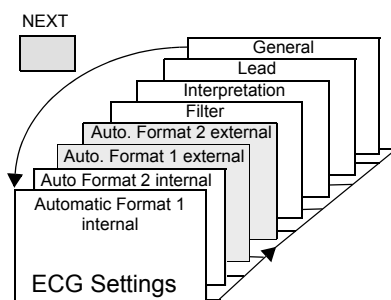 NEXT
General
Lead
Interpretation
Filter
Auto. Format 2 external
Auto. Format 1 external
Auto Format 2 internal
Automatic Format 1
internal
ECG Settings